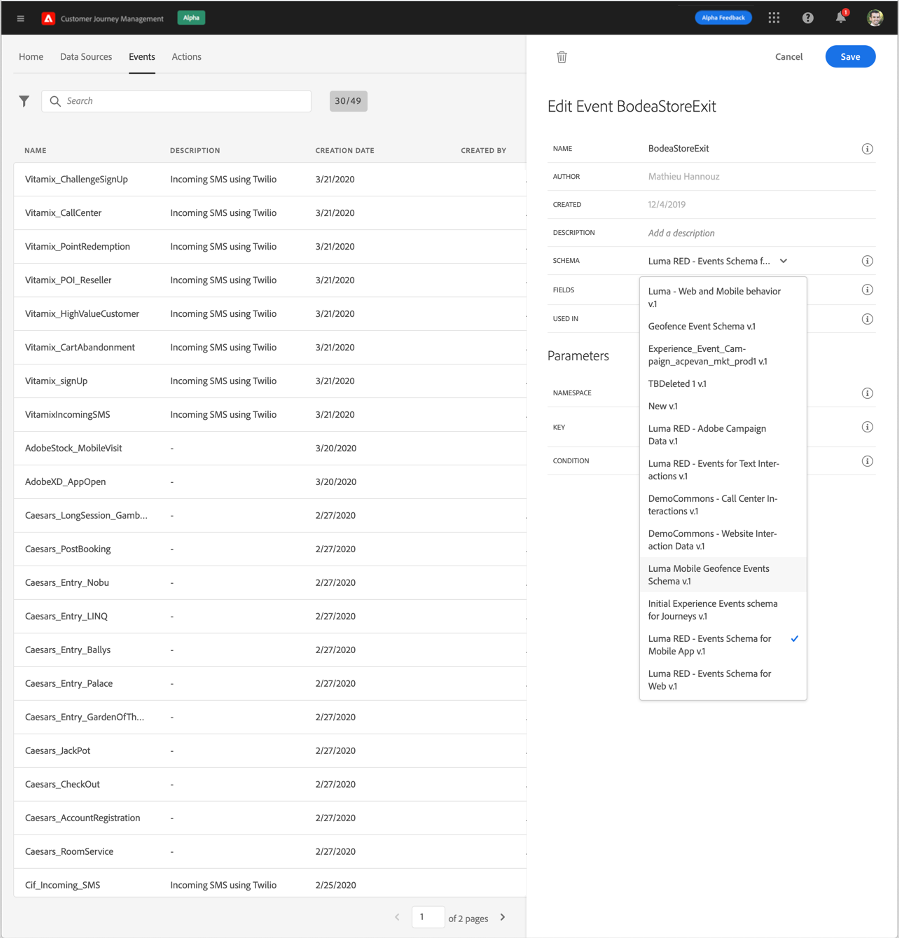 Customer Journey Management Alpha Alpha Feedback 1
Home Data Sources Events Actions
Search 30/49
NAME DESCRIPTION CREATION DATE CREATED BY
Vitamix_ChallengeSignUp Incoming SMS using Twilio 3/21/2020
Vitamix_CallCenter Incoming SMS using Twilio 3/21/2020
Vitamix_PointRedemption Incoming SMS using Twilio 3/21/2020
Vitamix_POI_Reseller Incoming SMS using Twilio 3/21/2020
Vitamix_HighValueCustomer Incoming SMS using Twilio 3/21/2020
Vitamix_CartAbandonment Incoming SMS using Twilio 3/21/2020
Vitamix_signUp Incoming SMS using Twilio 3/21/2020
VitamixIncomingSMS Incoming SMS using Twilio 3/21/2020
AdobeStock_MobileVisit - 3/20/2020
AdobeXD_AppOpen - 3/20/2020
Caesars_LongSession_Gamb... - 2/27/2020
Caesars_PostBooking - 2/27/2020
Caesars_Entry_Nobu - 2/27/2020
Caesars_Entry_LINQ - 2/27/2020
Caesars_Entry_Ballys - 2/27/2020
Caesars_Entry_Palace - 2/27/2020
Caesars_Entry_GardenOfTh... - 2/27/2020
Caesars_JackPot - 2/27/2020
Caesars_CheckOut - 2/27/2020
Caesars_AccountRegistration - 2/27/2020
Caesars_RoomService - 2/27/2020
Cif_Incoming_SMS Incoming SMS using Twilio 2/25/2020
1 of 2 pages
Cancel Save
Edit Event BodeaStoreExit
NAME BodeaStoreExit
AUTHOR Mathieu Hannouz
CREATED 12/4/2019
DESCRIPTION Add a description
SCHEMA Luma RED - Events Schema f...
FIELDS
USED IN
Parameters
NAMESPACE
KEY
CONDITION
Luma - Web and Mobile behavior
v.1
Geofence Event Schema v.1
Experience_Event_Cam-
paign_acpevan_mkt_prod1 v.1
TBDeleted 1 v.1
New v.1
Luma RED - Adobe Campaign
Data v.1
Luma RED - Events for Text Inter-
actions v.1
DemoCommons - Call Center In-
teractions v.1
DemoCommons - Website Inter-
action Data v.1
Luma Mobile Geofence Events
Schema v.1
Initial Experience Events schema
for Journeys v.1
Luma RED - Events Schema for
Mobile App v.1
Luma RED - Events Schema for
Web v.1